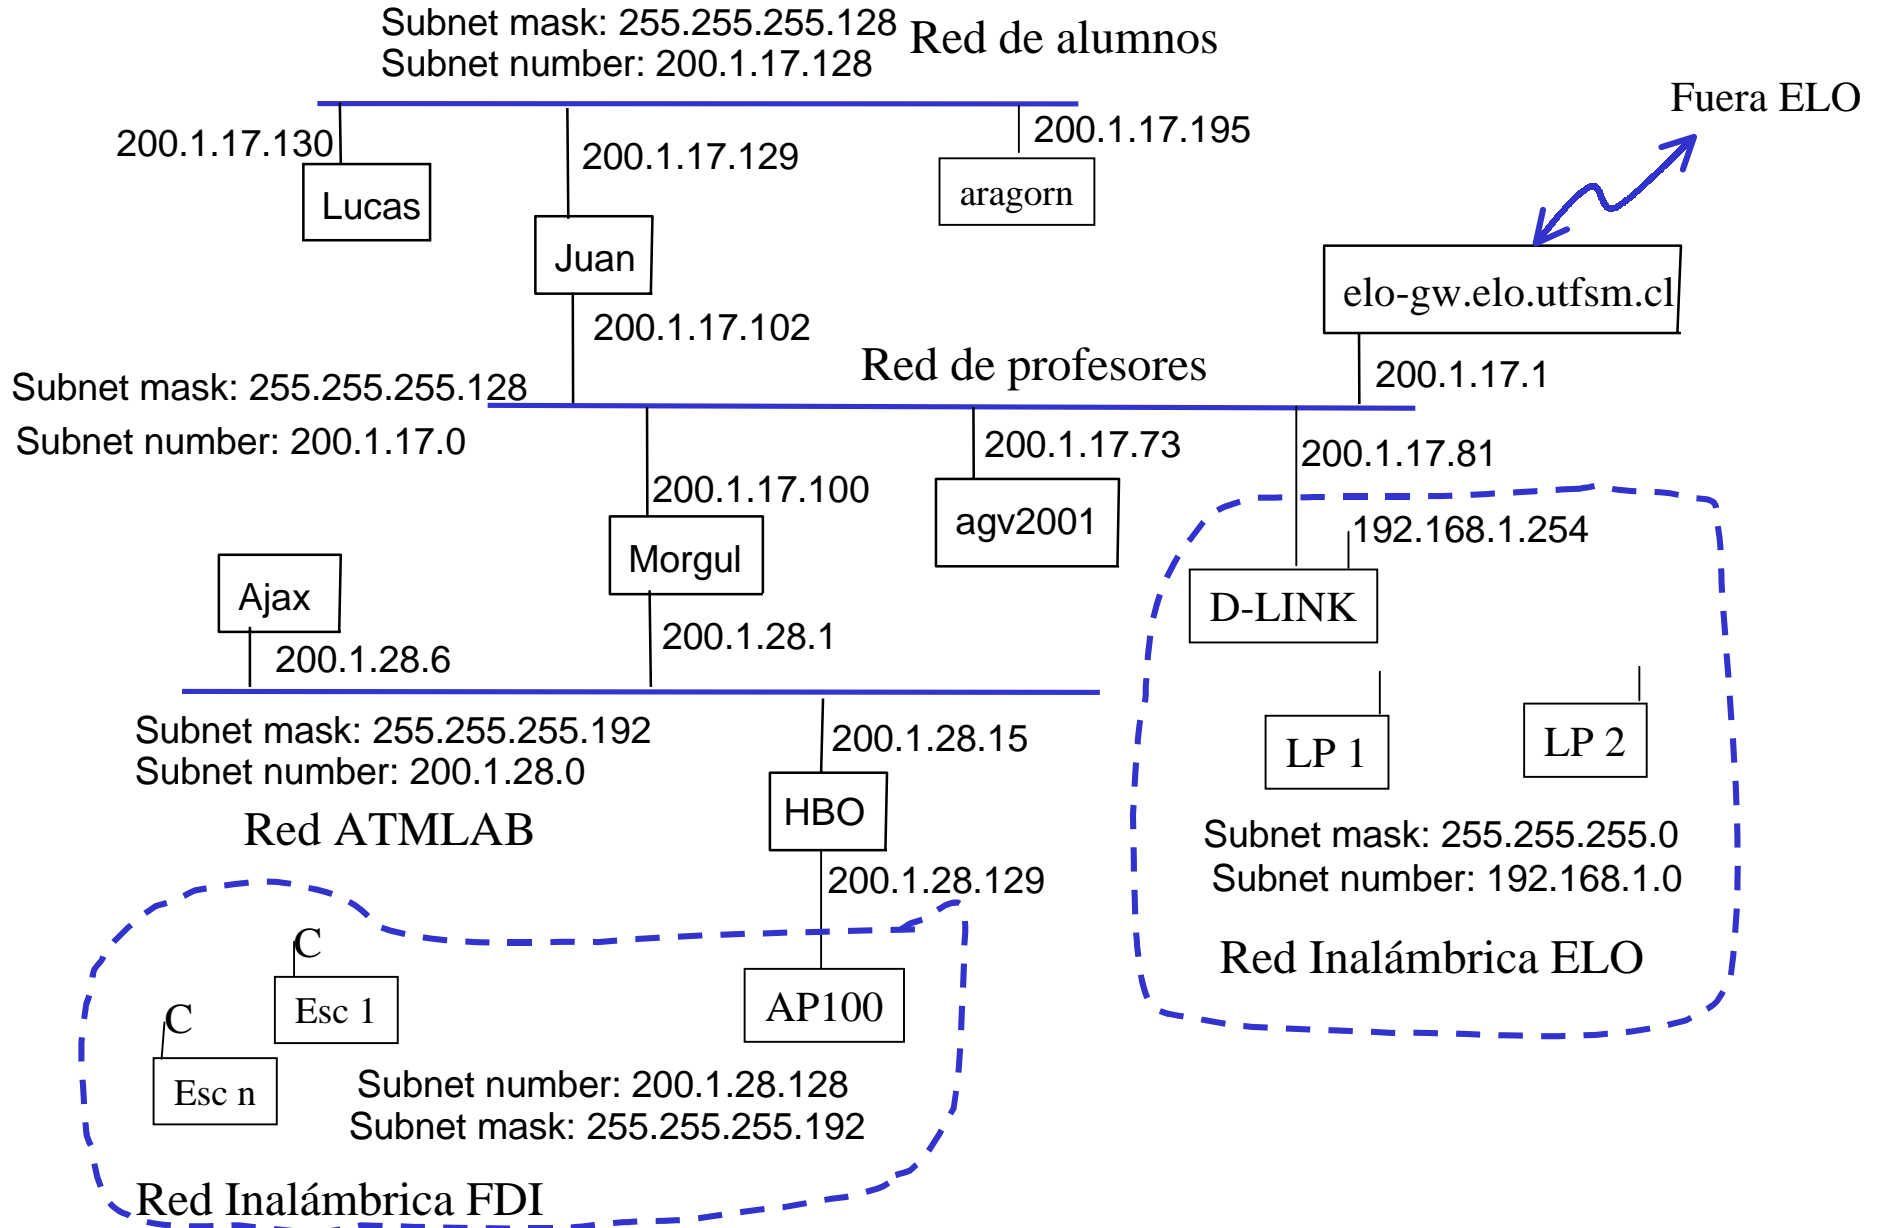 Subnet mask: 255.255.255.128
Subnet number: 200.1.17.128
Red de alumnos
Fuera ELO
200.1.17.130
200.1.17.129
200.1.17.195
Lucas
aragorn
Juan
elo-gw.elo.utfsm.cl
200.1.17.102
Red de profesores
200.1.17.1
Subnet mask: 255.255.255.128
Subnet number: 200.1.17.0
200.1.17.73
200.1.17.81
200.1.17.100
agv2001
192.168.1.254
Morgul
Ajax
D-LINK
200.1.28.1
200.1.28.6
Subnet mask: 255.255.255.192
Subnet number: 200.1.28.0
200.1.28.15
LP 1
LP 2
HBO
Red ATMLAB
Subnet mask: 255.255.255.0
Subnet number: 192.168.1.0
200.1.28.129
Red Inalámbrica ELO
C
Esc 1
AP100
C
Esc n
Subnet number: 200.1.28.128
Subnet mask: 255.255.255.192
Red Inalámbrica FDI